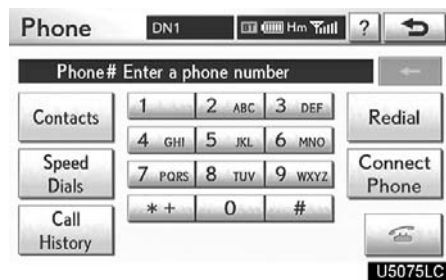 Phone DN1 BT Hm ?
Phone# Enter a phone number
Contacts 1 2 ABC 3 DEF Redial
4 GHI 5 JKL 6 MNO
Speed Dials 7 PQRS 8 TUV 9 WXYZ Connect Phone
Call History * + 0 #
U5075LC